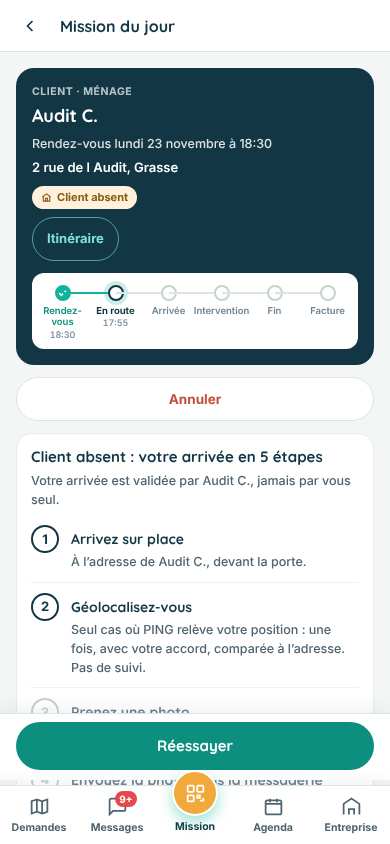 Mission du jour
CLIENT · MÉNAGE
Audit C.
Rendez-vous lundi 23 novembre à 18:30
2 rue de l Audit, Grasse
Client absent
Itinéraire
Rendez-vous
18:30
En route
17:55
Arrivée
Intervention
Fin
Facture
Annuler
Client absent : votre arrivée en 5 étapes
Votre arrivée est validée par Audit C., jamais par vous
seul.
1
Arrivez sur place
À l’adresse de Audit C., devant la porte.
2
Géolocalisez-vous
Seul cas où PING relève votre position : une
fois, avec votre accord, comparée à l’adresse.
Pas de suivi.
3
Prenez une photo
Réessayer
4
Envoyez la photo dans la messagerie
Demandes
9+
Messages
Mission
Agenda
Entreprise